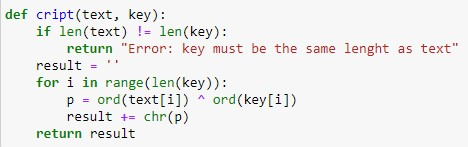 def cript(text, key):
    if len(text) != len(key):
        return "Error: key must be the same lenght as text"
    result = ''
    for i in range(len(key)):
        p = ord(text[i]) ^ ord(key[i])
        result += chr(p)
    return result